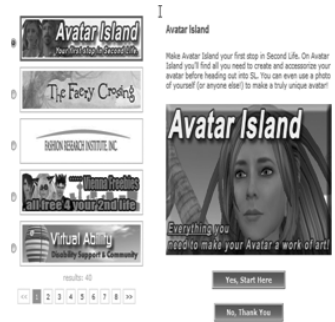 Avatar Island
Your first stop in Second Life.
The Faery Crossing
FASHION RESEARCH INSTITUTE, INC.
Vienna Freebies
all free 4 your 2nd life
Virtual Ability
Disability Support & Community
results: 40
<< 1 2 3 4 5 6 7 8 >>
Avatar Island
Make Avatar Island your first stop in Second Life. On Avatar
Island you'll find all you need to create and accessorize your
avatar before heading out into SL. You can even use a photo
of yourself (or anyone else!) to make a truly unique avatar!
Avatar Island
Everything you
need to make your Avatar a work of art!
Yes, Start Here
No, Thank You